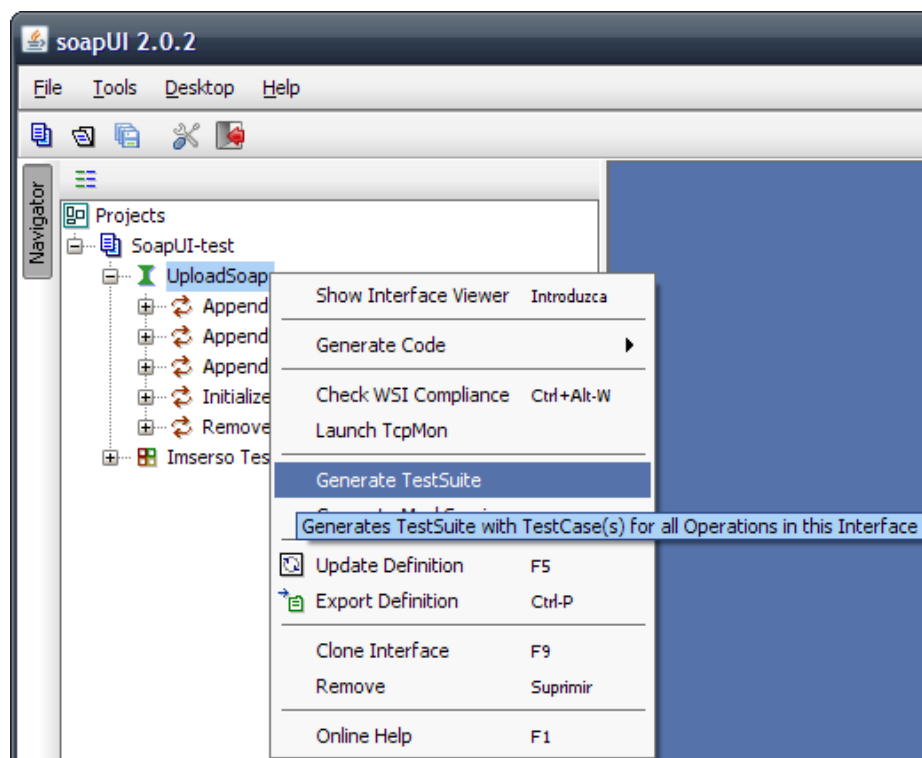 soapUI 2.0.2
File Tools Desktop Help
Navigator
Projects
SoapUI-test
UploadSoap
Append
Append
Append
Initialize
Remove
Imserso Tes
Show Interface Viewer Introduzca
Generate Code
Check WSI Compliance Ctrl+Alt-W
Launch TcpMon
Generate TestSuite
Generates TestSuite with TestCase(s) for all Operations in this Interface
Update Definition F5
Export Definition Ctrl-P
Clone Interface F9
Remove Suprimir
Online Help F1